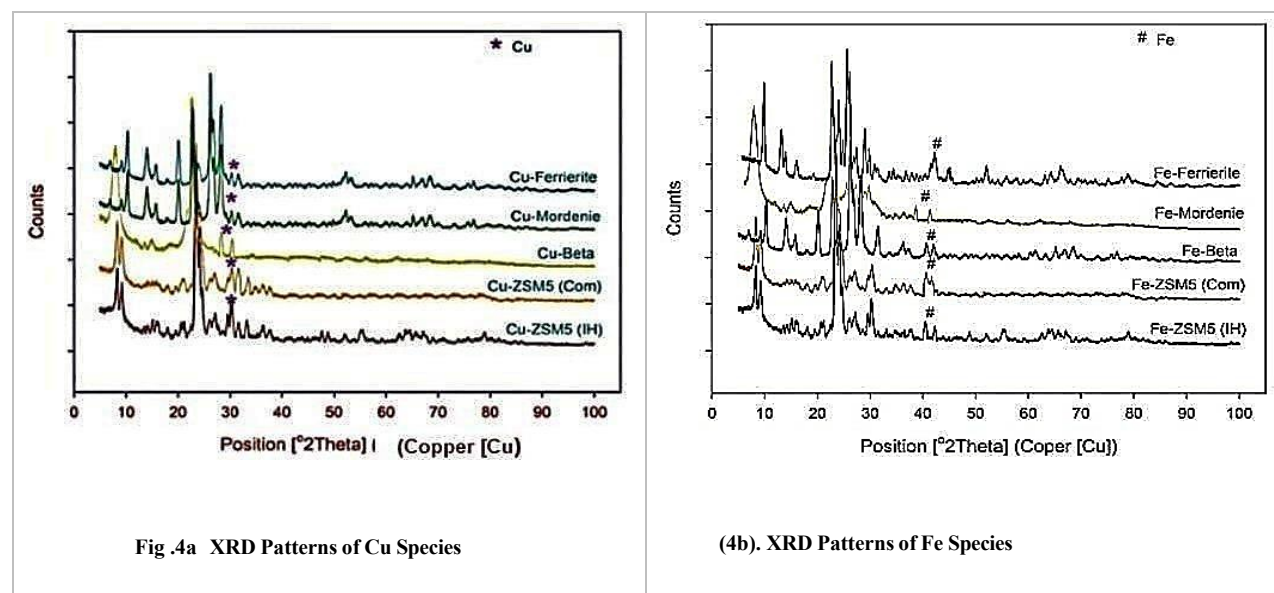 * Cu
Counts
*
Cu-Ferrierite
*
Cu-Mordenie
*
Cu-Beta
*
Cu-ZSM5 (Com)
*
Cu-ZSM5 (IH)
0 10 20 30 40 50 60 70 80 90 100
Position [°2Theta] (Copper [Cu)
Fig .4a XRD Patterns of Cu Species
# Fe
Counts
#
Fe-Ferrierite
#
Fe-Mordenie
#
Fe-Beta
#
Fe-ZSM5 (Com)
#
Fe-ZSM5 (IH)
0 10 20 30 40 50 60 70 80 90 100
Position [°2Theta] (Coper [Cu])
(4b). XRD Patterns of Fe Species